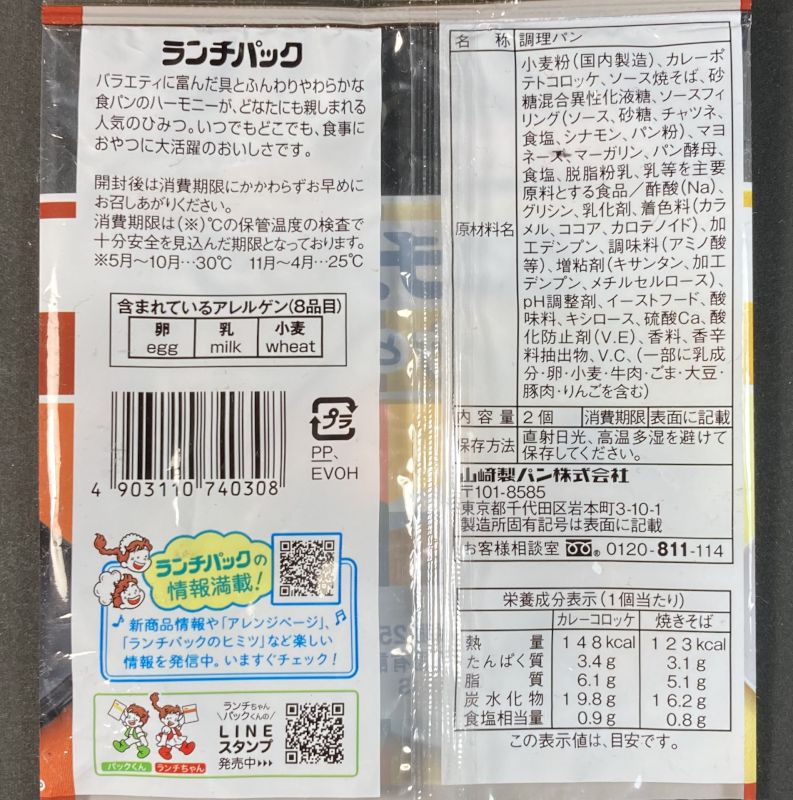 ランチパック
バラエティに富んだ具とふんわりやわらかな
食パンのハーモニーが、どなたにも親しまれる
人気のひみつ。いつでもどこでも、食事に
おやつに大活躍のおいしさです。
開封後は消費期限にかかわらずお早めに
お召しあがりください。
消費期限は(※)℃の保管温度の検査で
十分安全を見込んだ期限となっております。
※5月〜10月…30℃ 11月〜4月…25℃
含まれているアレルゲン(8品目)
卵 乳 小麦
egg milk wheat
プラ
PP、
EVOH
4 903110 740308
ランチパックの
情報満載!
♪新商品情報や「アレンジページ」、♬
「ランチパックのヒミツ」など楽しい
情報を発信中。いますぐチェック!
ランチちゃん
パックくんの
LINE
スタンプ
発売中▸▸▸
パックくん ランチちゃん
名称 調理パン
原材料名
小麦粉(国内製造)、カレーポ
テトコロッケ、ソース焼そば、砂
糖混合異性化液糖、ソースフィ
リング(ソース、砂糖、チャツネ、
食塩、シナモン、パン粉)、マヨ
ネーズ、マーガリン、パン酵母、
食塩、脱脂粉乳、乳等を主要
原料とする食品/酢酸(Na)、
グリシン、乳化剤、着色料(カラ
メル、ココア、カロテノイド)、加
工デンプン、調味料(アミノ酸
等)、増粘剤(キサンタン、加工
デンプン、メチルセルロース)、
pH調整剤、イーストフード、酸
味料、キシロース、硫酸Ca、酸
化防止剤(V.E)、香料、香辛
料抽出物、V.C、(一部に乳成
分・卵・小麦・牛肉・ごま・大豆・
豚肉・りんごを含む)
内容量 2個 消費期限 表面に記載
保存方法 直射日光、高温多湿を避けて
保存してください。
山崎製パン株式会社
〒101-8585
東京都千代田区岩本町3-10-1
製造所固有記号は表面に記載
お客様相談室 0120-811-114
栄養成分表示(1個当たり)
カレーコロッケ 焼きそば
熱量 148kcal 123kcal
たんぱく質 3.4g 3.1g
脂質 6.1g 5.1g
炭水化物 19.8g 16.2g
食塩相当量 0.9g 0.8g
この表示値は、目安です。